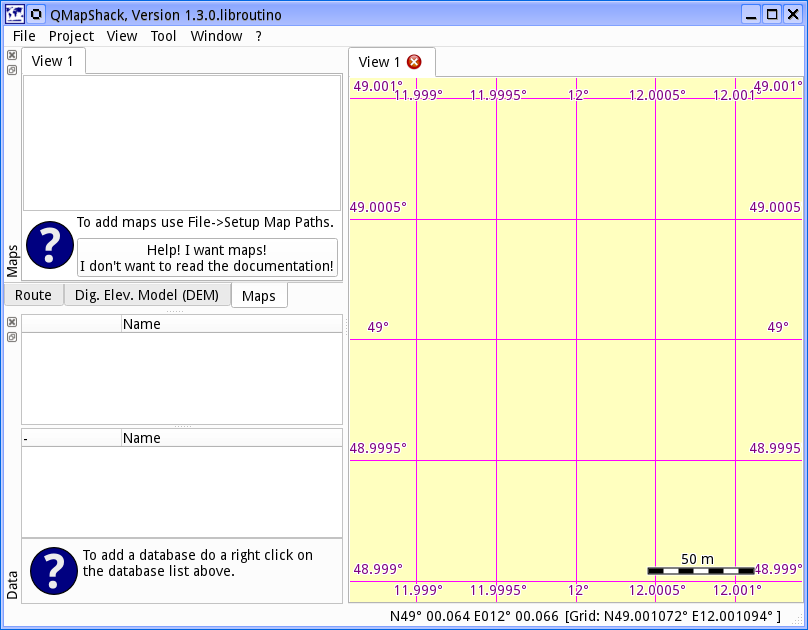 QMapShack, Version 1.3.0.libroutino
File Project View Tool Window ?
View 1
To add maps use File->Setup Map Paths.
Help! I want maps!
I don't want to read the documentation!
Maps
Route Dig. Elev. Model (DEM) Maps
Name
- Name
To add a database do a right click on
the database list above.
Data
View 1
49.001° 49.001°
11.999° 11.9995° 12° 12.0005° 12.001°
49.0005° 49.0005
49° 49°
48.9995° 48.9995
50 m
48.999° 48.999°
11.999° 11.9995° 12° 12.0005° 12.001°
N49° 00.064 E012° 00.066 [Grid: N49.001072° E12.001094° ]